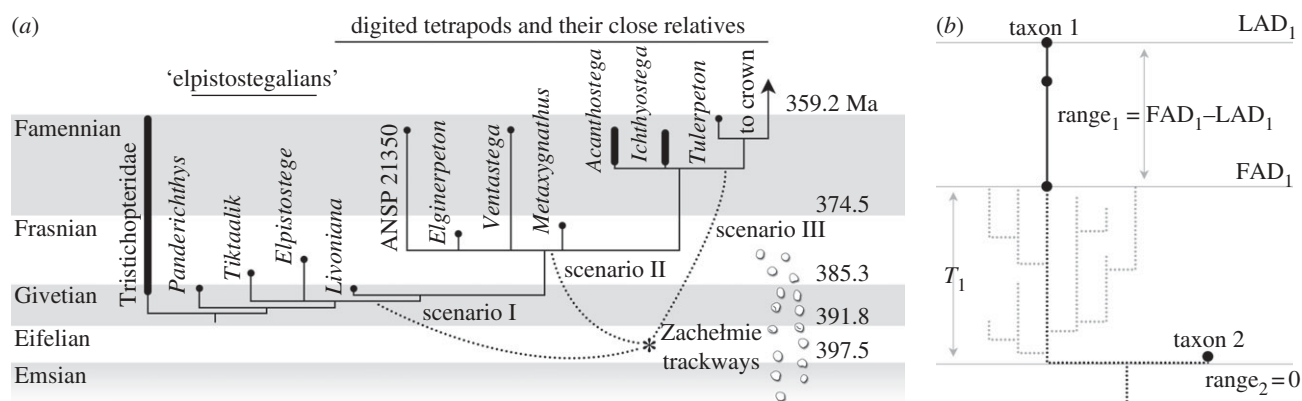 (a)
digited tetrapods and their close relatives
'elpistostegalians'
Famennian
Frasnian
Givetian
Eifelian
Emsian
Tristichopteridae
Panderichthys
Tiktaalik
Elpistostege
Livoniana
ANSP 21350
Elginerpeton
Ventastega
Metaxygnathus
Acanthostega
Ichthyostega
Tulerpeton
to crown
359.2 Ma
374.5
385.3
391.8
397.5
scenario I
scenario II
scenario III
* Zachełmie
trackways
(b)
taxon 1
LAD1
range1 = FAD1–LAD1
FAD1
T1
taxon 2
range2 = 0